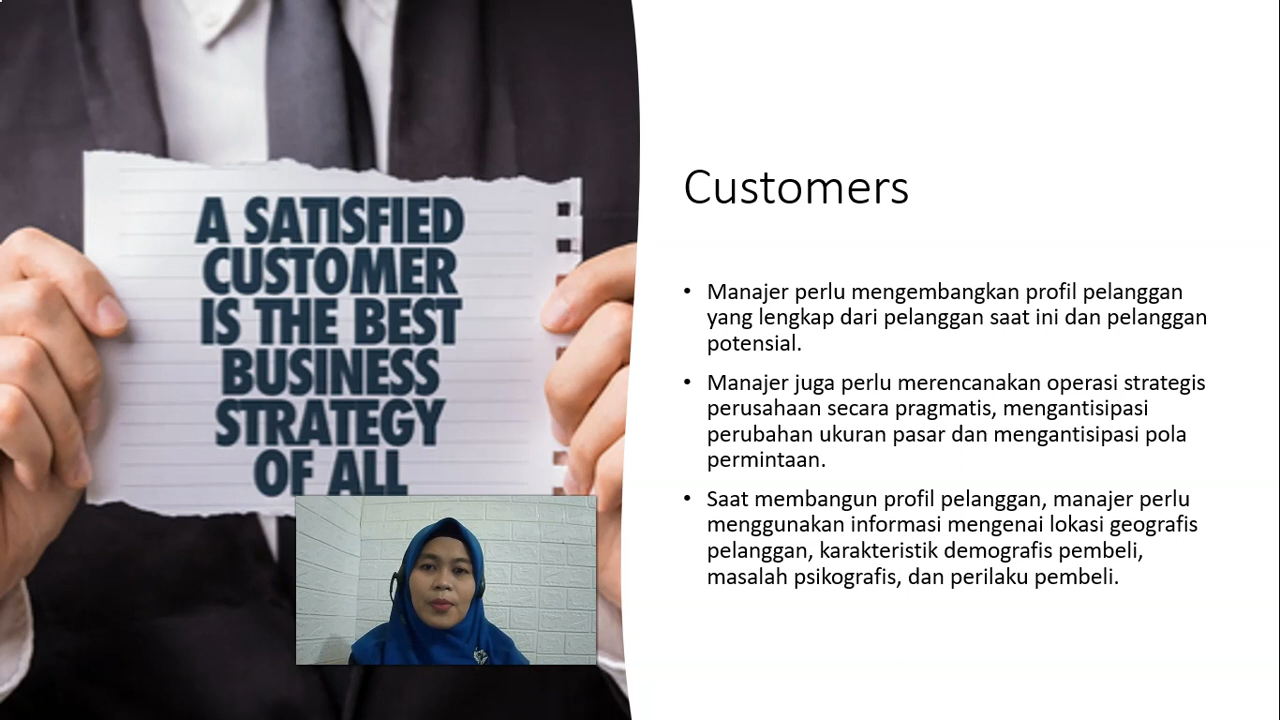 A SATISFIED
CUSTOMER
IS THE BEST
BUSINESS
STRATEGY
OF ALL
Customers
• Manajer perlu mengembangkan profil pelanggan
yang lengkap dari pelanggan saat ini dan pelanggan
potensial.
• Manajer juga perlu merencanakan operasi strategis
perusahaan secara pragmatis, mengantisipasi
perubahan ukuran pasar dan mengantisipasi pola
permintaan.
• Saat membangun profil pelanggan, manajer perlu
menggunakan informasi mengenai lokasi geografis
pelanggan, karakteristik demografis pembeli,
masalah psikografis, dan perilaku pembeli.